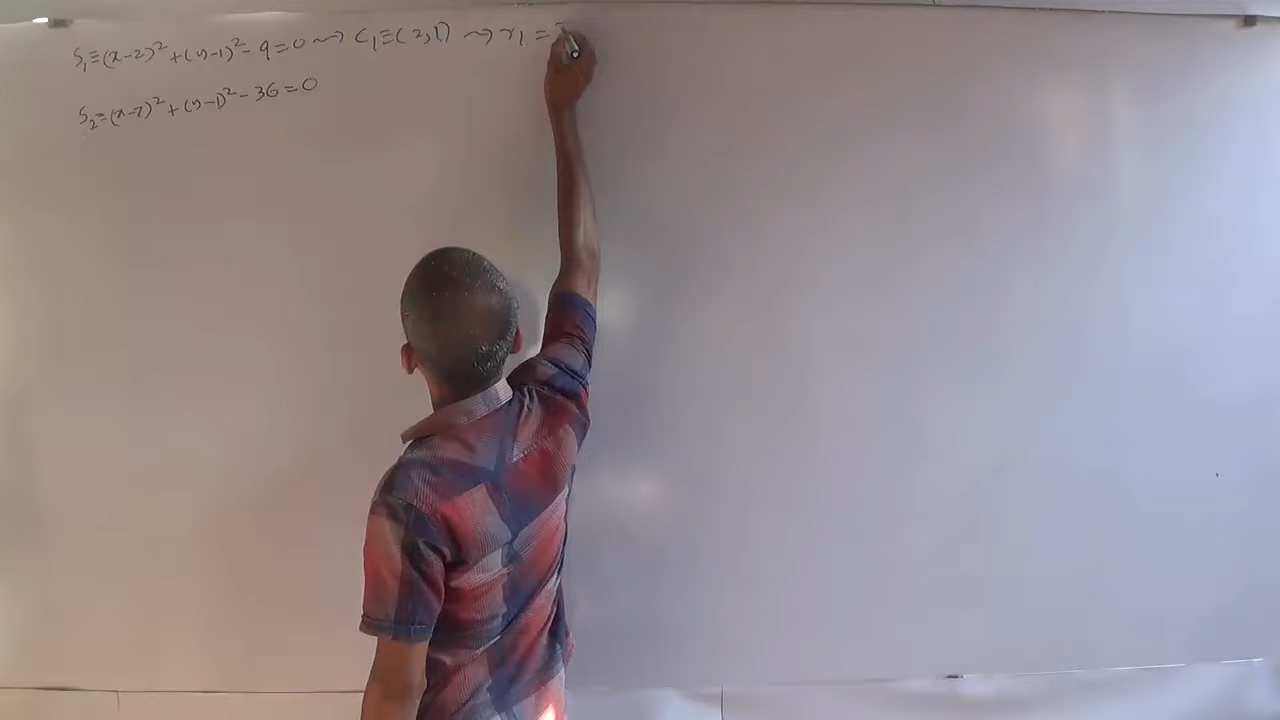 S₁≡(x-2)²+(y-1)²-9=0 ⇝ C₁≡(2,1) ⇝ r₁=
S₂≡(x-7)²+(y-1)²-36=0